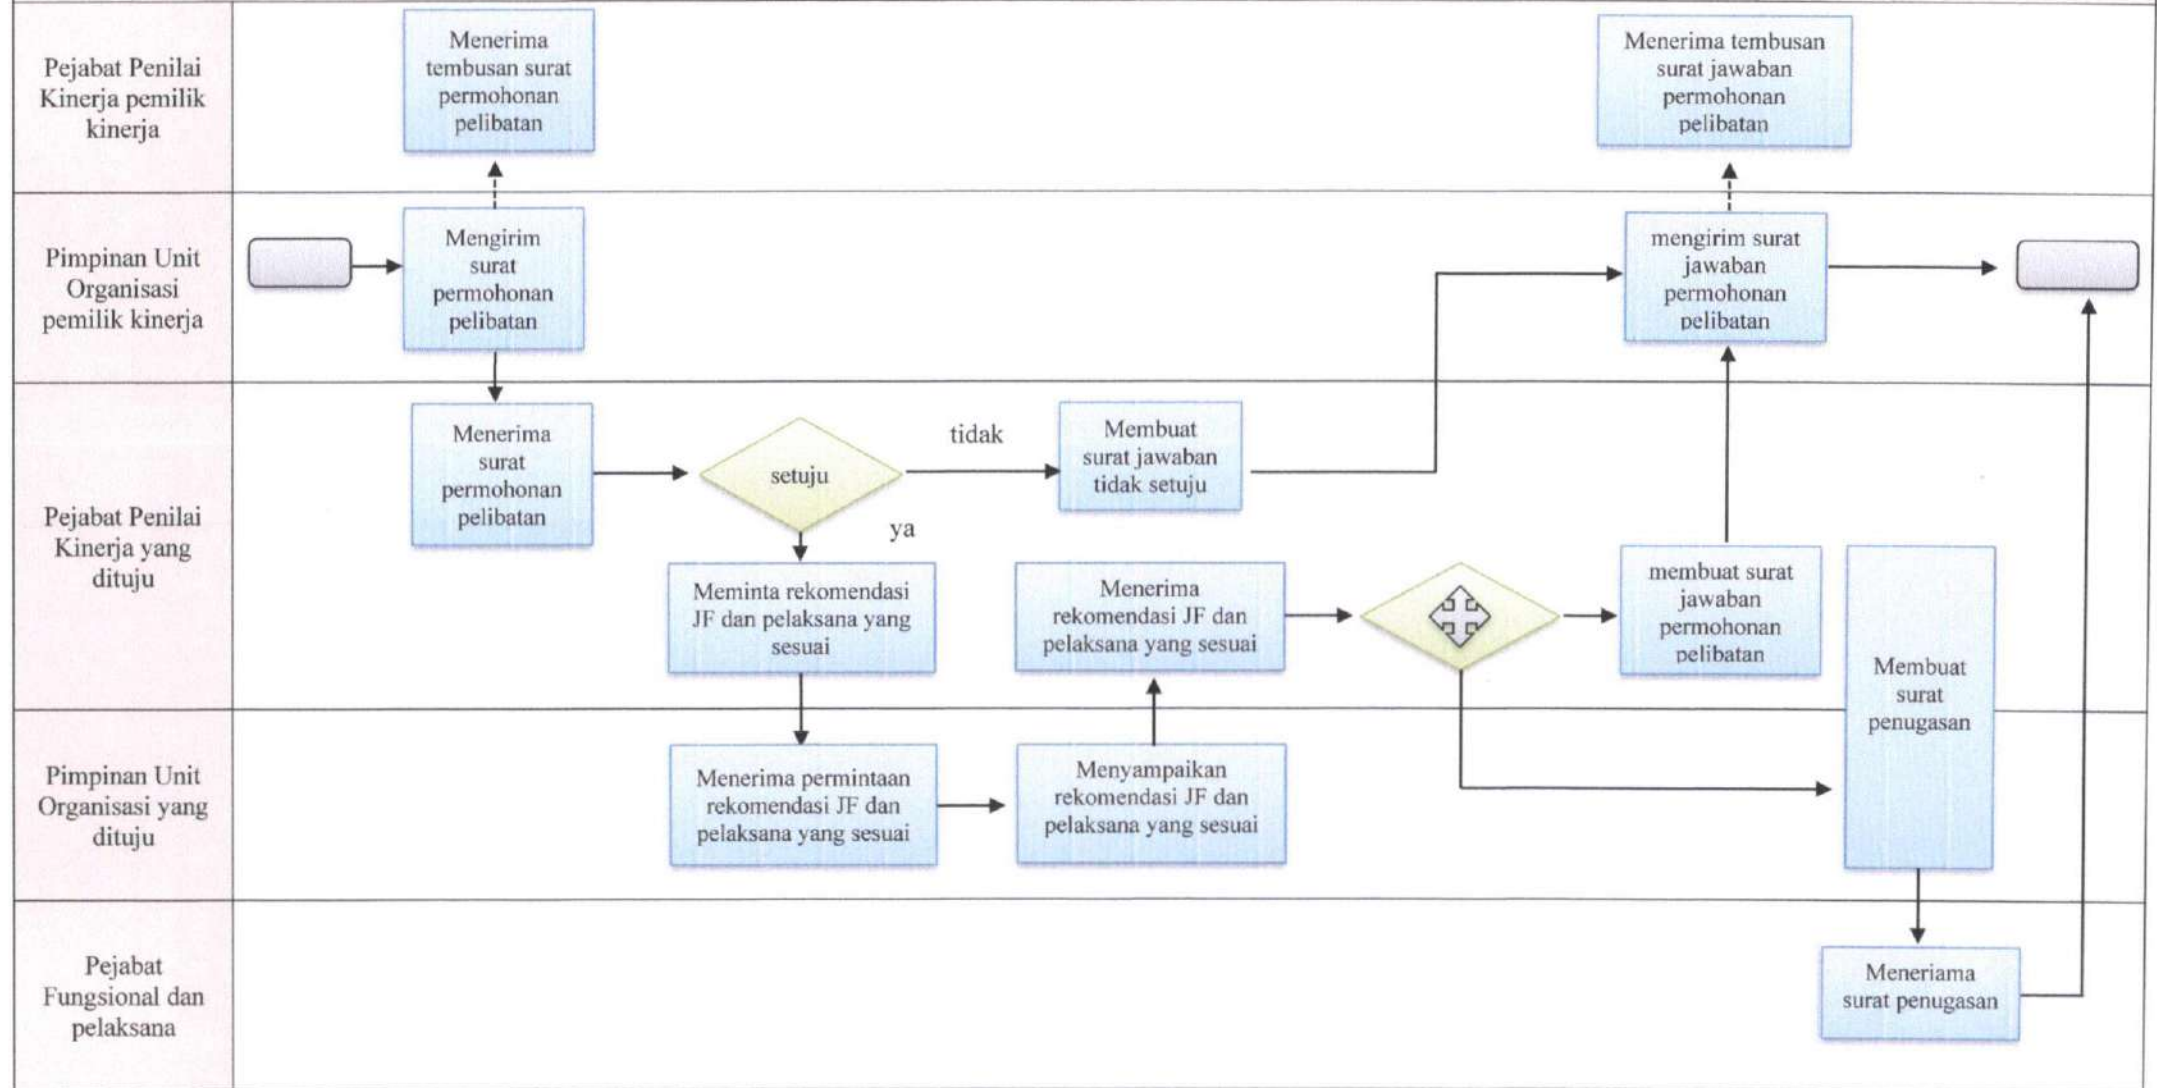 Pejabat Penilai
Kinerja pemilik
kinerja
Menerima
tembusan surat
permohonan
pelibatan
Menerima tembusan
surat jawaban
permohonan
pelibatan
Pimpinan Unit
Organisasi
pemilik kinerja
Mengirim
surat
permohonan
pelibatan
mengirim surat
jawaban
permohonan
pelibatan
Pejabat Penilai
Kinerja yang
dituju
Menerima
surat
permohonan
pelibatan
setuju
tidak
Membuat
surat jawaban
tidak setuju
ya
Meminta rekomendasi
JF dan pelaksana yang
sesuai
Menerima
rekomendasi JF dan
pelaksana yang sesuai
membuat surat
jawaban
permohonan
pelibatan
Membuat
surat
penugasan
Pimpinan Unit
Organisasi yang
dituju
Menerima permintaan
rekomendasi JF dan
pelaksana yang sesuai
Menyampaikan
rekomendasi JF dan
pelaksana yang sesuai
Pejabat
Fungsional dan
pelaksana
Meneriama
surat penugasan